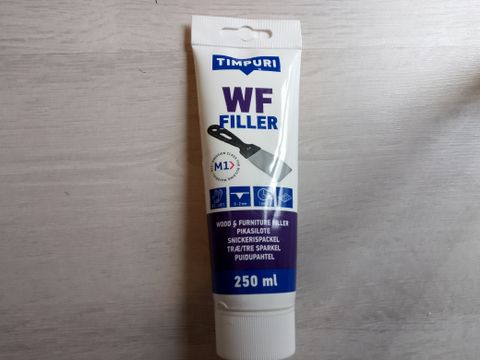 TIMPURI
WF
FILLER
M1
WOOD & FURNITURE FILLER
PIKASILOTE
SNICKERISPACKEL
TRÆ/TRE SPARKEL
PUIDUPAHTEL
250 ml